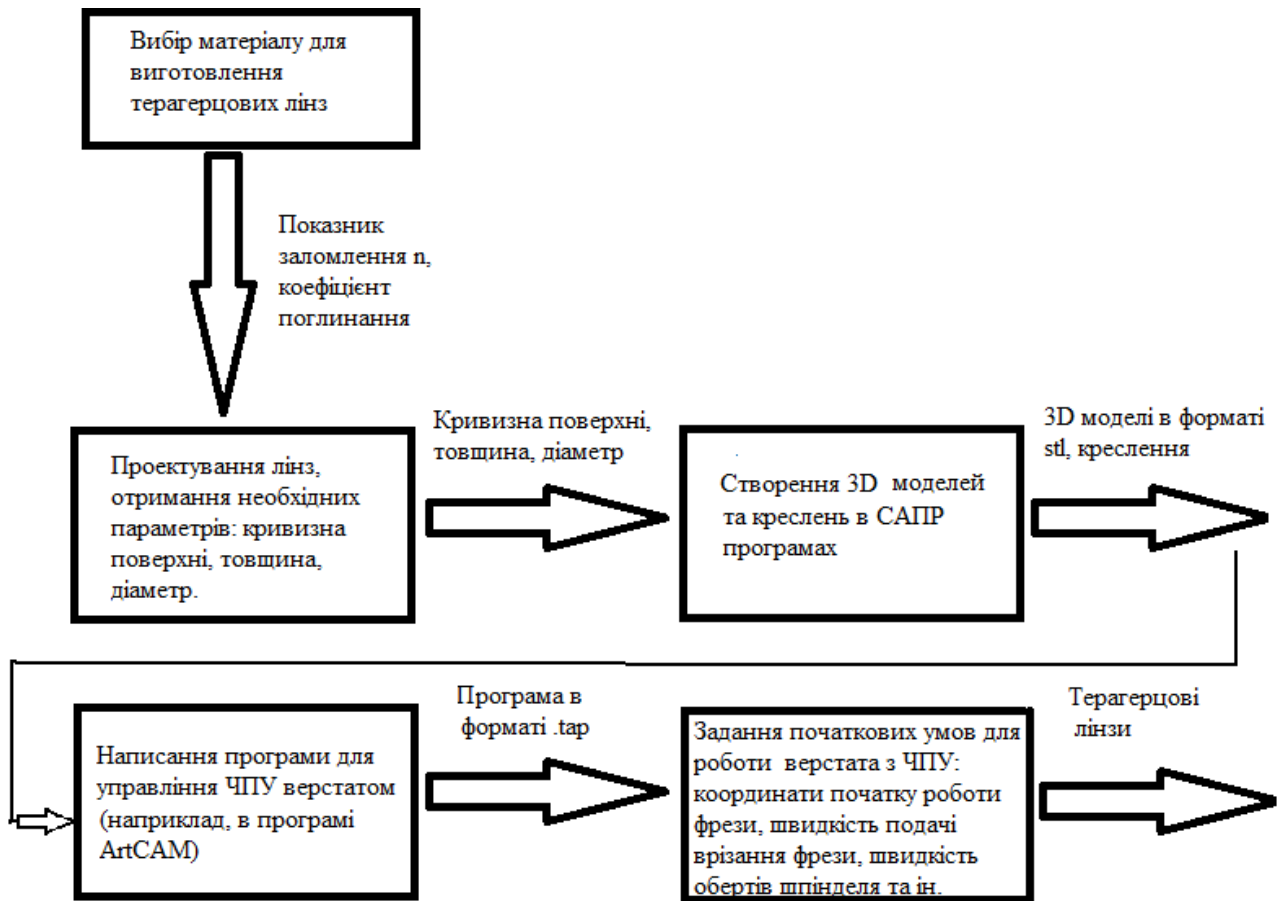 Вибір матеріалу для
виготовлення
терагерцових лінз
Показник
заломлення n,
коефіцієнт
поглинання
Проектування лінз,
отримання необхідних
параметрів: кривизна
поверхні, товщина,
діаметр.
Кривизна поверхні,
товщина, діаметр
Створення 3D моделей
та креслень в САПР
програмах
3D моделі в форматі
stl, креслення
Написання програми для
управління ЧПУ верстатом
(наприклад, в програмі
ArtCAM)
Програма в
форматі .tap
Задання початкових умов для
роботи верстата з ЧПУ:
координати початку роботи
фрези, швидкість подачі
врізання фрези, швидкість
обертів шпінделя та ін.
Терагерцові
лінзи